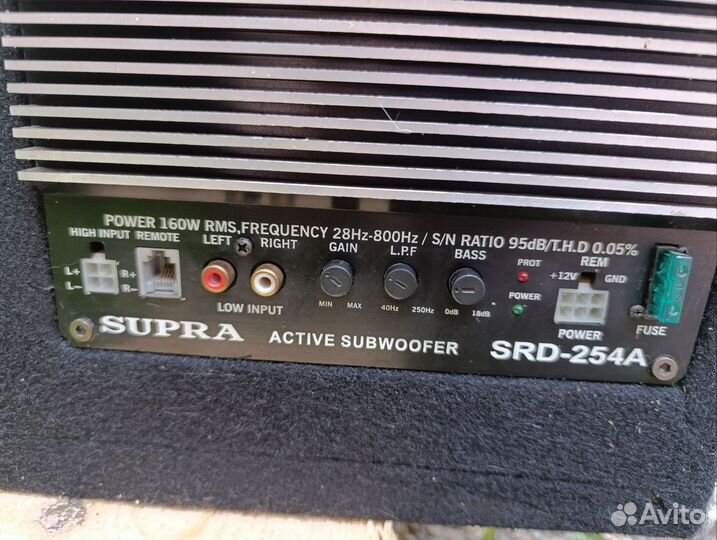 POWER 160W RMS,FREQUENCY 28Hz-800Hz / S/N RATIO 95dB/T.H.D 0.05%
HIGH INPUT REMOTE LEFT RIGHT GAIN L.P.F BASS PROT REM
+12V GND
L+ R+
L- R-
POWER
MIN MAX 40Hz 250Hz 0dB 18dB
LOW INPUT
POWER FUSE
SUPRA ACTIVE SUBWOOFER SRD-254A
Avito